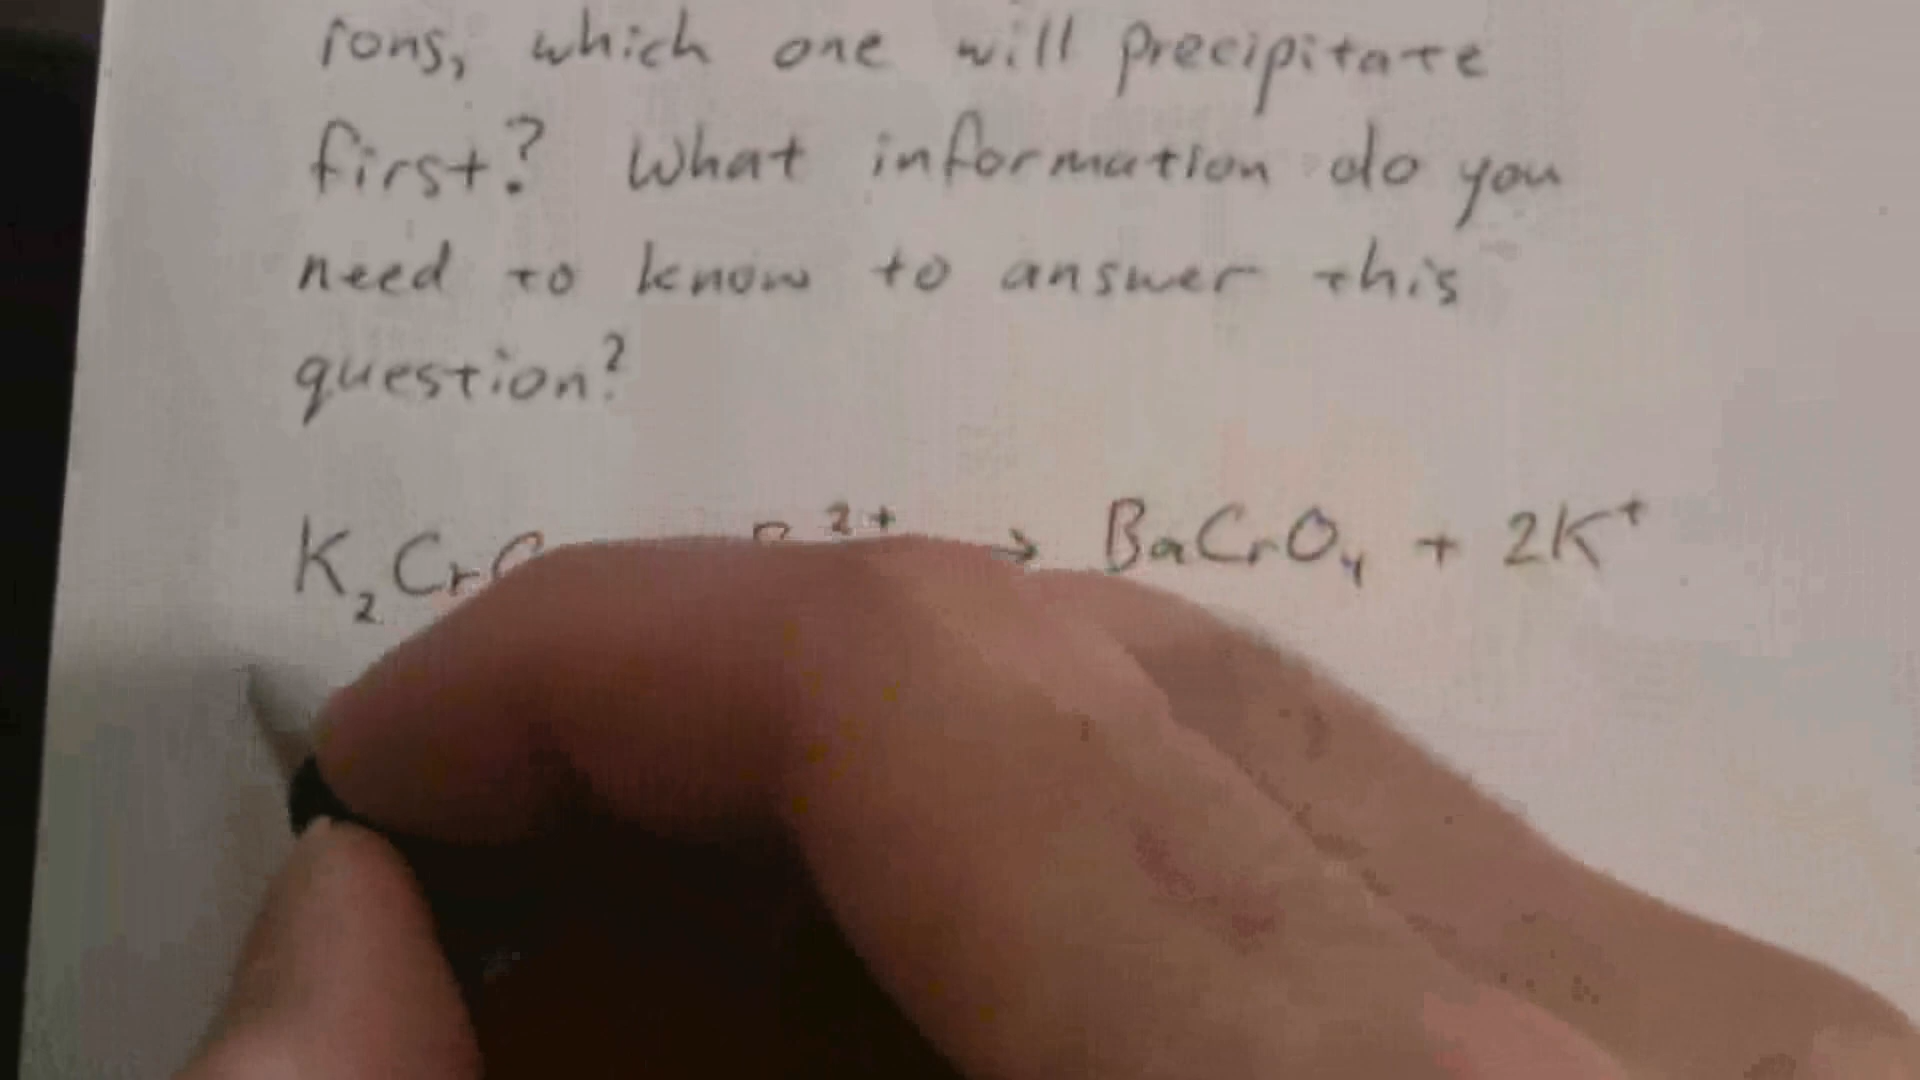 ions, which one will precipitate
first? What information do you
need to know to answer this
question?
K₂Cr ²⁺ → BaCrO₄ + 2K⁺